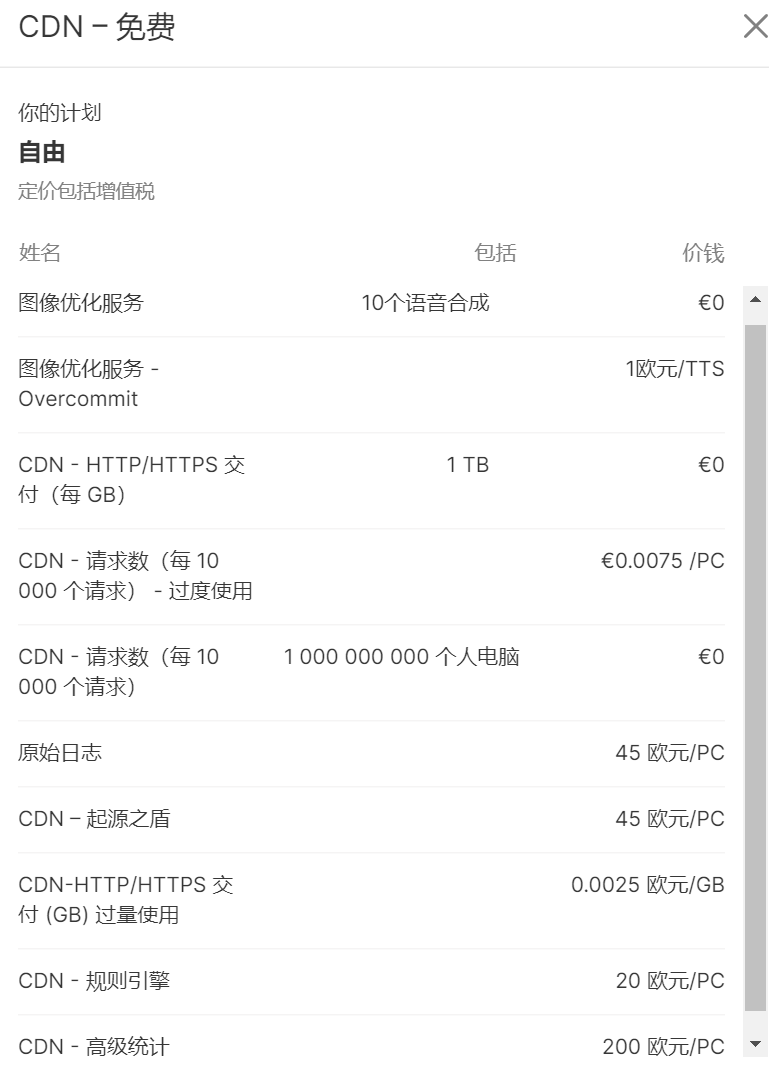 CDN – 免费
你的计划
自由
定价包括增值税
姓名 包括 价钱
图像优化服务 10个语音合成 €0
图像优化服务 - 1欧元/TTS
Overcommit
CDN - HTTP/HTTPS 交 1 TB €0
付（每 GB）
CDN - 请求数（每 10 €0.0075 /PC
000 个请求） - 过度使用
CDN - 请求数（每 10 1 000 000 000 个人电脑 €0
000 个请求）
原始日志 45 欧元/PC
CDN – 起源之盾 45 欧元/PC
CDN-HTTP/HTTPS 交 0.0025 欧元/GB
付 (GB) 过量使用
CDN - 规则引擎 20 欧元/PC
CDN - 高级统计 200 欧元/PC